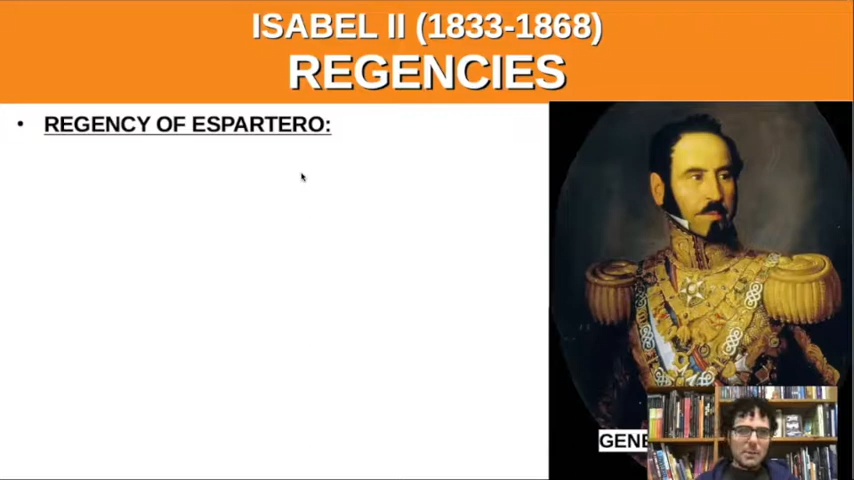 ISABEL II (1833-1868)
REGENCIES
• REGENCY OF ESPARTERO: